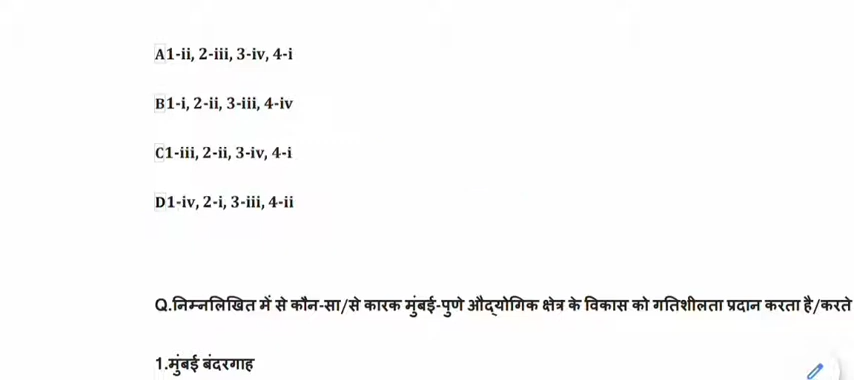 A1-ii, 2-iii, 3-iv, 4-i
B1-i, 2-ii, 3-iii, 4-iv
C1-iii, 2-ii, 3-iv, 4-i
D1-iv, 2-i, 3-iii, 4-ii
Q.निम्नलिखित में से कौन-सा/से कारक मुंबई-पुणे औद्योगिक क्षेत्र के विकास को गतिशीलता प्रदान करता है/करते
1.मुंबई बंदरगाह